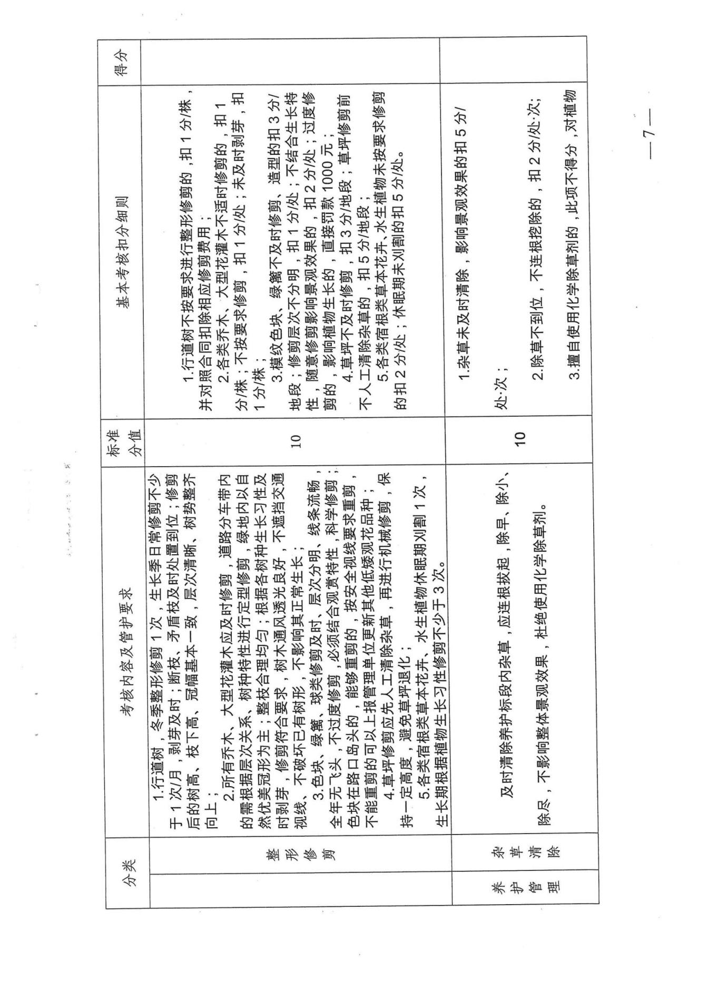 分类
考核内容及管护要求
标准
分值
基本考核扣分细则
得分
整
形
修
剪
1.行道树，冬季整形修剪1次，生长季日常修剪不少
于1次/月，剥芽及时；断枝、矛盾枝及时处置到位；修剪
后的树高、枝下高、冠幅基本一致，层次清晰、树势整齐
向上；
2.所有乔木、大型花灌木应及时修剪，道路分车带内
的需根据层次关系、树种特性进行定型修剪，绿地内以自
然优美冠形为主；整枝合理均匀；根据各树种生长习性及
时剥芽，修剪符合要求，树木通风透光良好，不遮挡交通
视线、不破坏已有树形，不影响其正常生长；
3.色块、绿篱、球类修剪及时、层次分明、线条流畅，
全年无飞头，不过度修剪，必须结合观赏特性，科学修剪；
色块在路口岛头的，能够重剪的，按安全视线要求重剪，
不能重剪的可以上报管理单位更新其他低矮观花品种；
4.草坪修剪应先人工清除杂草，再进行机械修剪，保
持一定高度，避免草坪退化；
5.各类宿根类草本花卉、水生植物休眠期刈割1次，
生长期根据植物生长习性修剪不少于3次。
10
1.行道树不按要求进行整形修剪的，扣1分/株，
并对照合同扣除相应修剪费用；
2.各类乔木、大型花灌木不适时修剪的，扣1
分/株；不按要求修剪，扣1分/处；未及时剥芽，扣
1分/株；
3.模纹色块、绿篱不及时修剪、造型的扣3分/
地段；修剪层次不分明，扣1分/处；不结合生长特
性，随意修剪影响景观效果的，扣2分/处；过度修
剪的，影响植物生长的，直接罚款1000元；
4.草坪不及时修剪，扣3分/地段；草坪修剪前
不人工清除杂草的，扣5分/地段；
5.各类宿根类草本花卉、水生植物未按要求修剪
的扣2分/处；休眠期未刈割的扣5分/处。
养
护
管
理
杂
草
清
除
及时清除养护标段内杂草，应连根拔起，除早、除小、
除尽，不影响整体景观效果，杜绝使用化学除草剂。
10
1.杂草未及时清除，影响景观效果的扣5分/
处·次；
2.除草不到位，不连根挖除的，扣2分/处·次；
3.擅自使用化学除草剂的，此项不得分，对植物
—7—